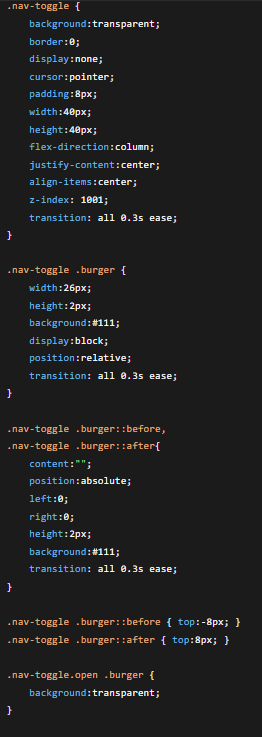 .nav-toggle {
    background:transparent;
    border:0;
    display:none;
    cursor:pointer;
    padding:8px;
    width:40px;
    height:40px;
    flex-direction:column;
    justify-content:center;
    align-items:center;
    z-index: 1001;
    transition: all 0.3s ease;
}

.nav-toggle .burger {
    width:26px;
    height:2px;
    background:#111;
    display:block;
    position:relative;
    transition: all 0.3s ease;
}

.nav-toggle .burger::before,
.nav-toggle .burger::after{
    content:"";
    position:absolute;
    left:0;
    right:0;
    height:2px;
    background:#111;
    transition: all 0.3s ease;
}

.nav-toggle .burger::before { top:-8px; }
.nav-toggle .burger::after { top:8px; }

.nav-toggle.open .burger {
    background:transparent;
}